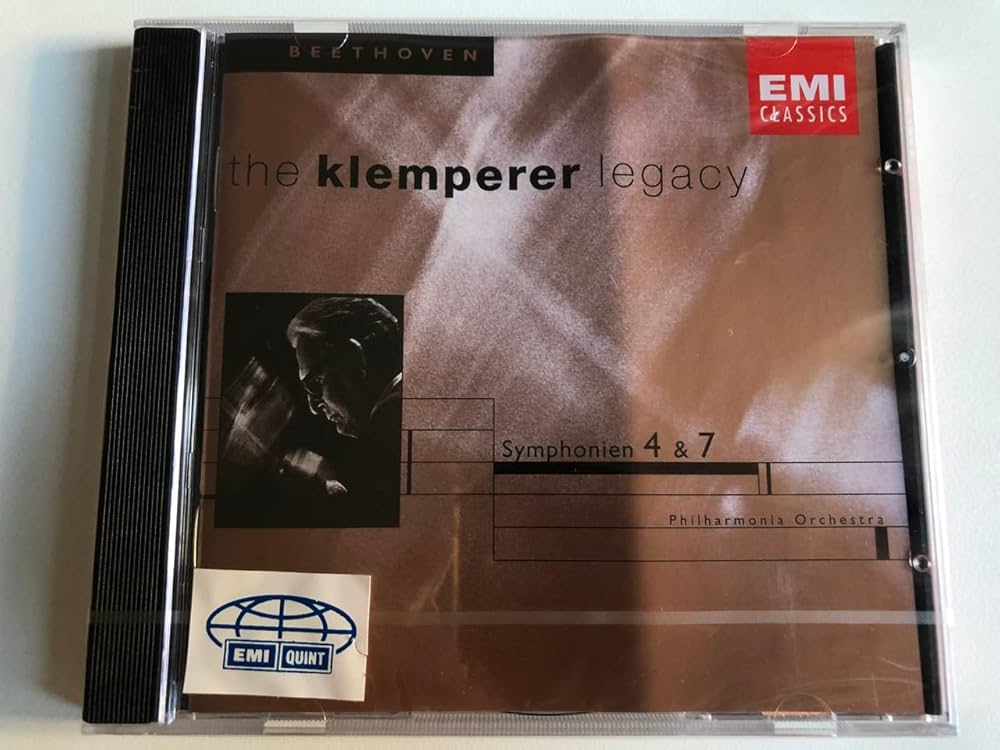 BEETHOVEN
EMI
CLASSICS
the klemperer legacy
Symphonien 4 & 7
Philharmonia Orchestra
EMI QUINT